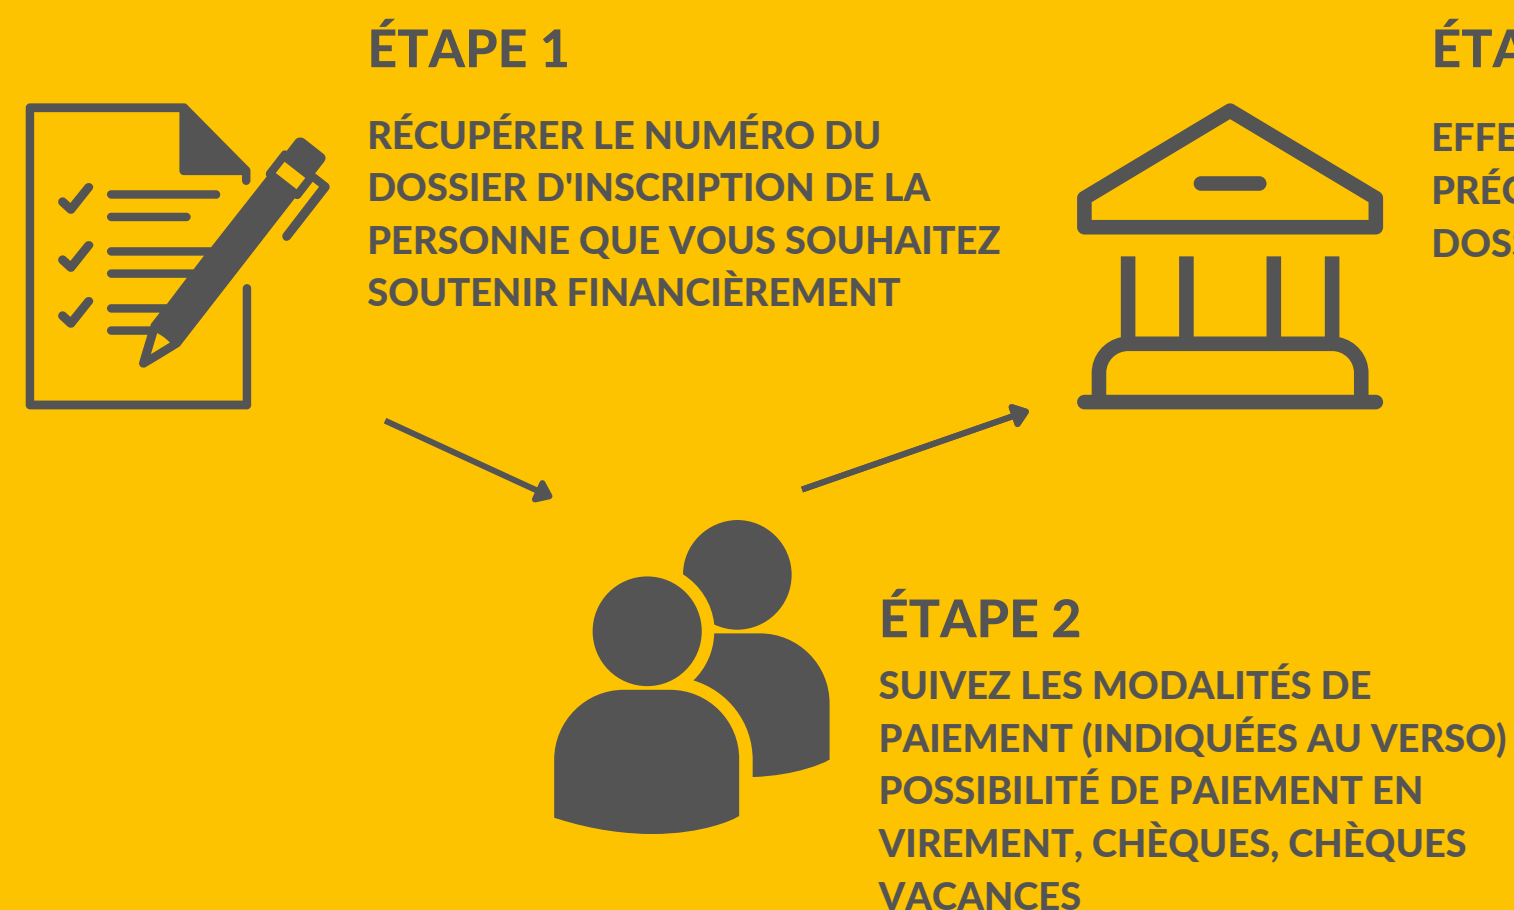 ÉTAPE 1
RÉCUPÉRER LE NUMÉRO DU
DOSSIER D'INSCRIPTION DE LA
PERSONNE QUE VOUS SOUHAITEZ
SOUTENIR FINANCIÈREMENT
ÉTAPE 2
SUIVEZ LES MODALITÉS DE
PAIEMENT (INDIQUÉES AU VERSO)
POSSIBILITÉ DE PAIEMENT EN
VIREMENT, CHÈQUES, CHÈQUES
VACANCES